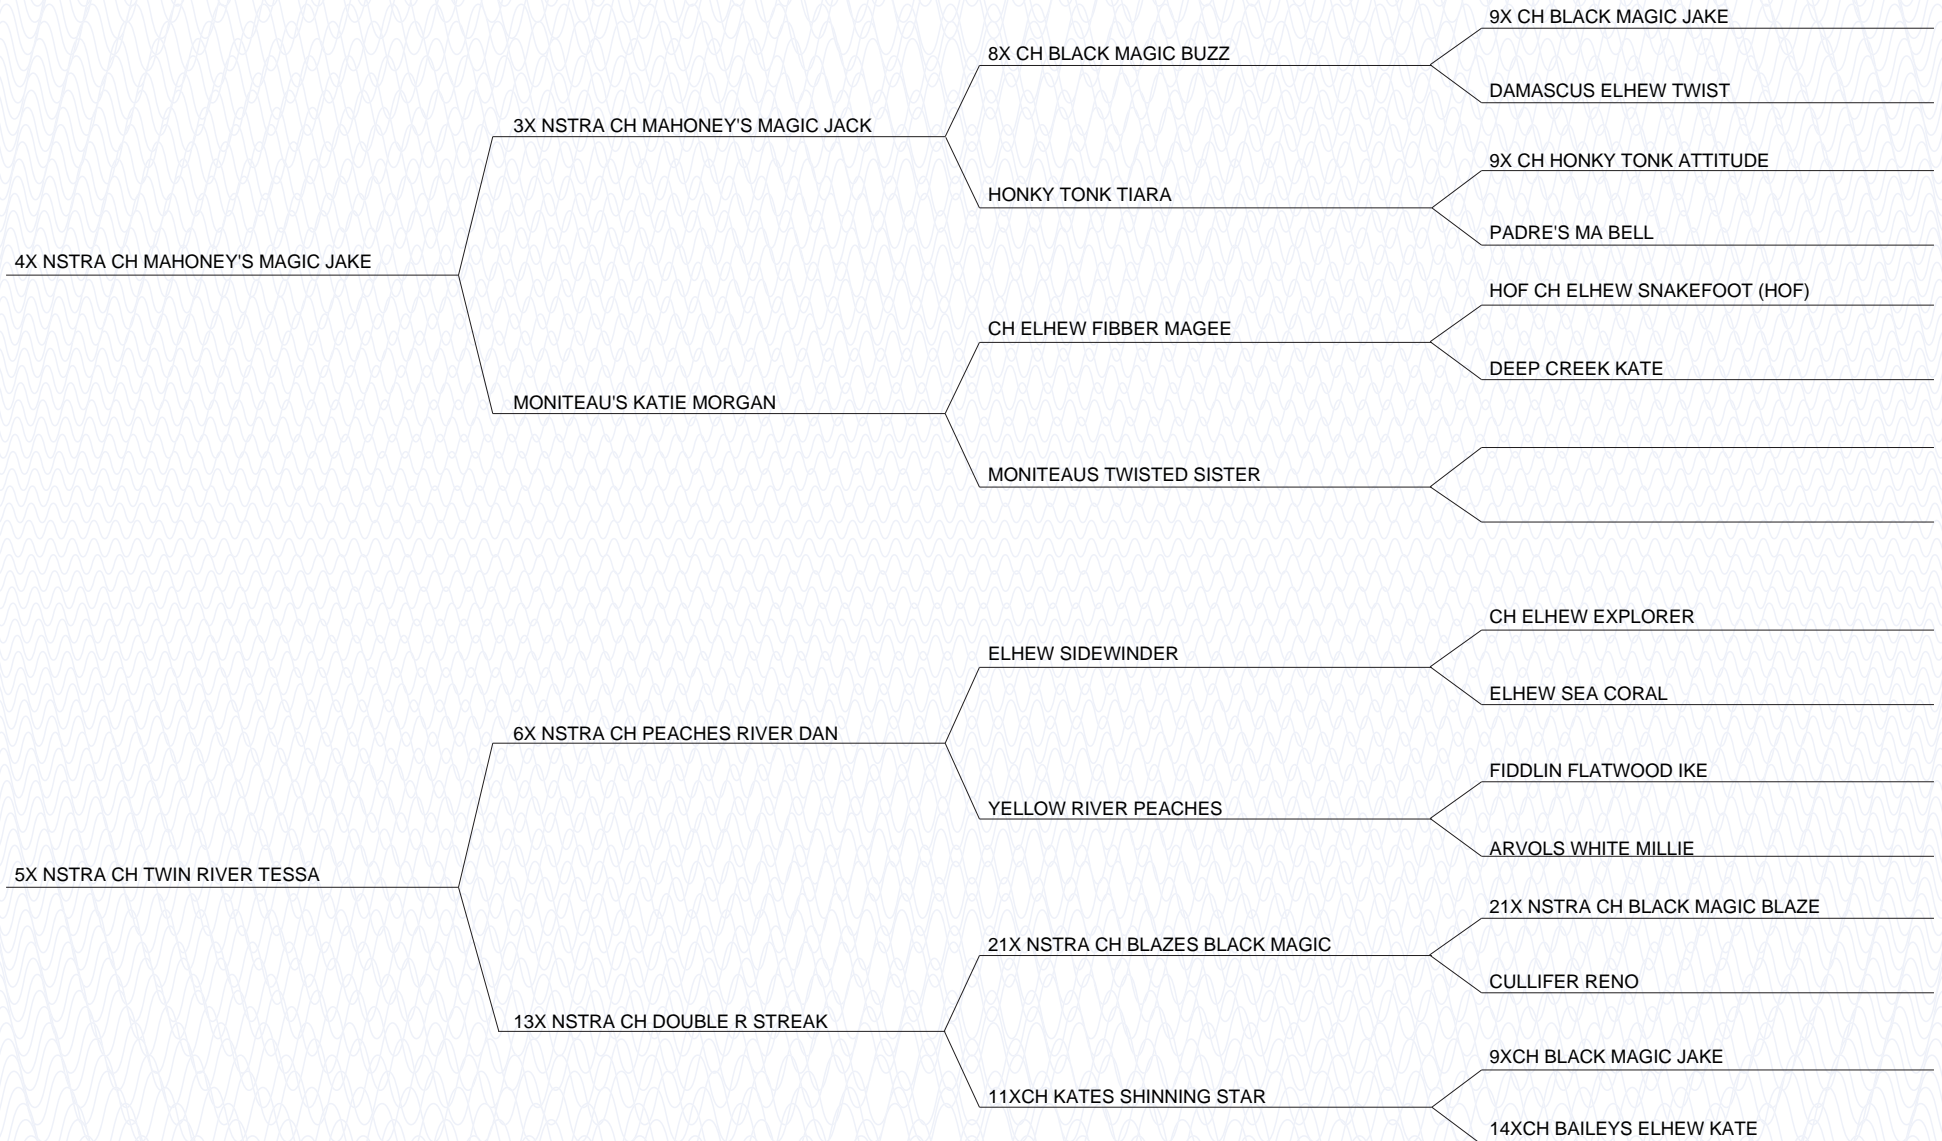 9X CH BLACK MAGIC JAKE
8X CH BLACK MAGIC BUZZ
DAMASCUS ELHEW TWIST
3X NSTRA CH MAHONEY'S MAGIC JACK
9X CH HONKY TONK ATTITUDE
HONKY TONK TIARA
PADRE'S MA BELL
4X NSTRA CH MAHONEY'S MAGIC JAKE
HOF CH ELHEW SNAKEFOOT (HOF)
CH ELHEW FIBBER MAGEE
DEEP CREEK KATE
MONITEAU'S KATIE MORGAN
MONITEAUS TWISTED SISTER
CH ELHEW EXPLORER
ELHEW SIDEWINDER
ELHEW SEA CORAL
6X NSTRA CH PEACHES RIVER DAN
FIDDLIN FLATWOOD IKE
YELLOW RIVER PEACHES
ARVOLS WHITE MILLIE
5X NSTRA CH TWIN RIVER TESSA
21X NSTRA CH BLACK MAGIC BLAZE
21X NSTRA CH BLAZES BLACK MAGIC
CULLIFER RENO
13X NSTRA CH DOUBLE R STREAK
9XCH BLACK MAGIC JAKE
11XCH KATES SHINNING STAR
14XCH BAILEYS ELHEW KATE